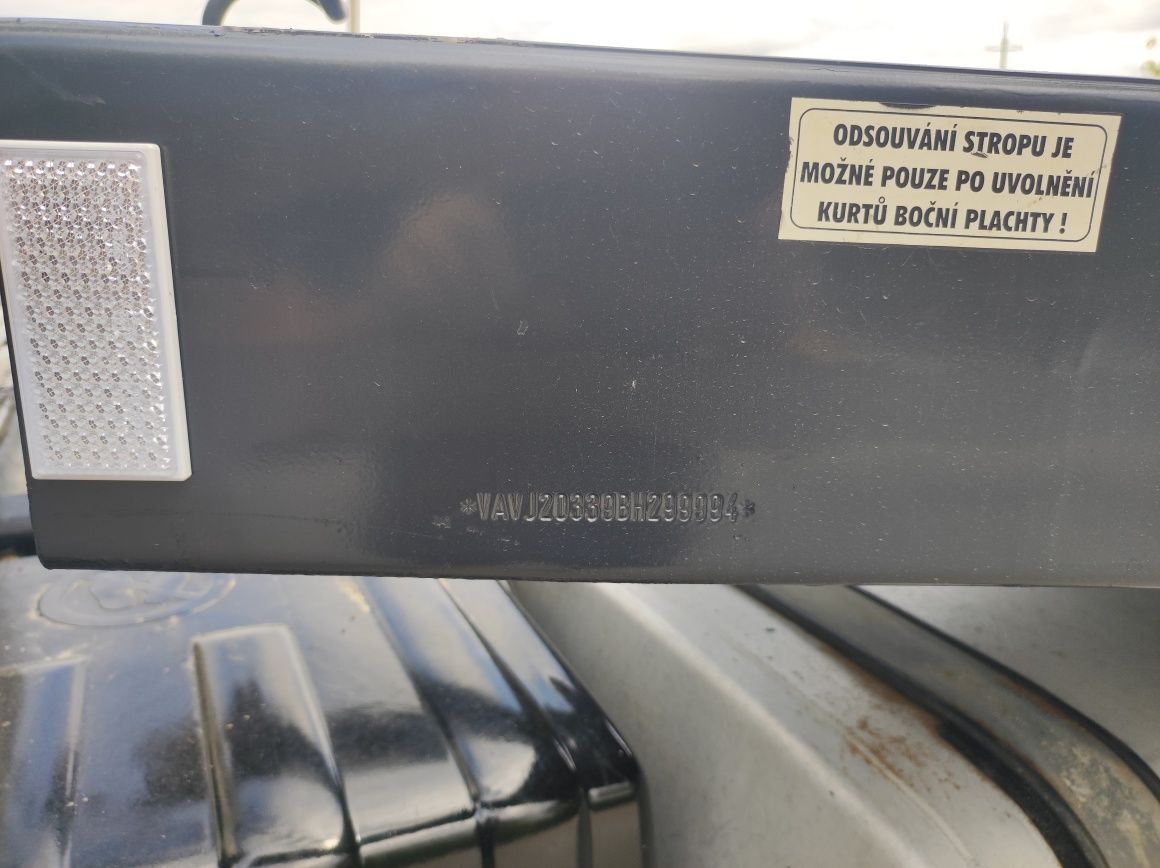 ODSOUVÁNÍ STROPU JE
MOŽNÉ POUZE PO UVOLNĚNÍ
KURTŮ BOČNÍ PLACHTY !
*VAVJ20339BH299994*